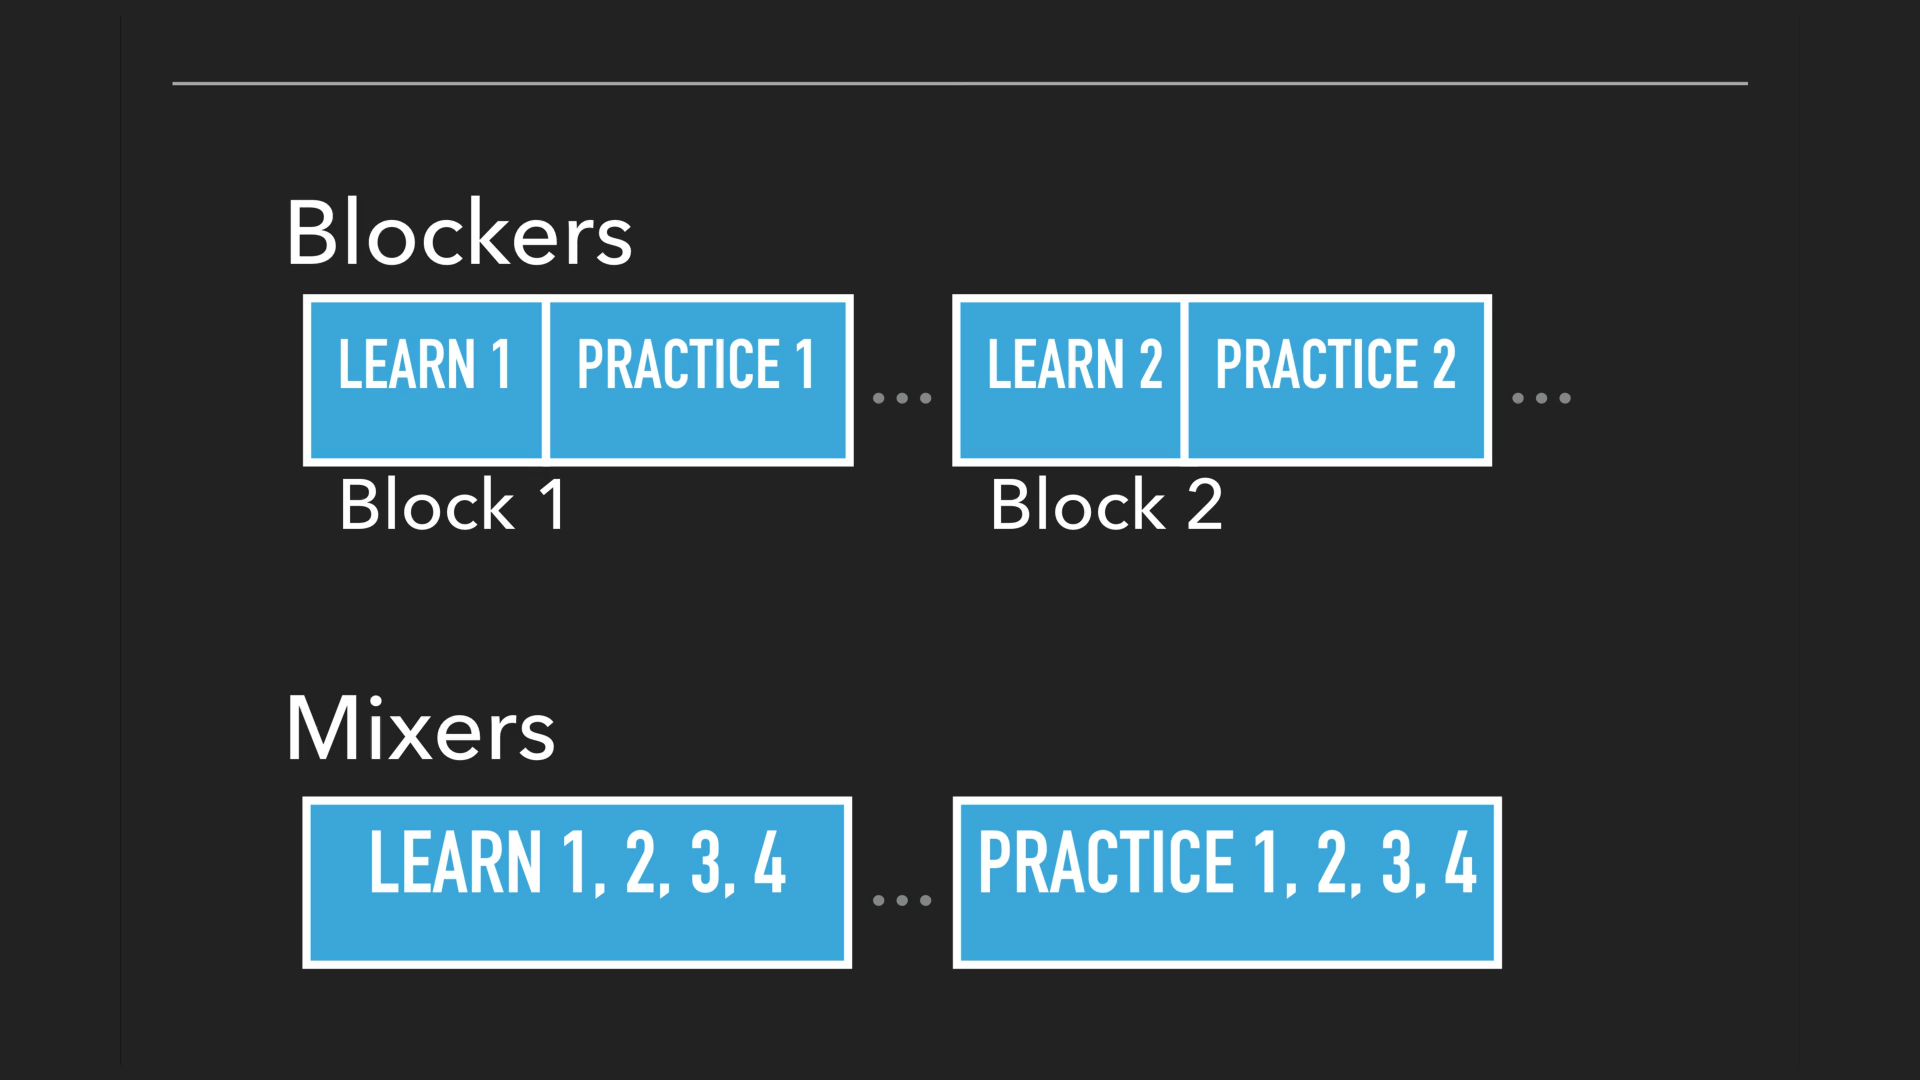 Blockers
LEARN 1 PRACTICE 1 ... LEARN 2 PRACTICE 2 ...
Block 1 Block 2
Mixers
LEARN 1, 2, 3, 4 ... PRACTICE 1, 2, 3, 4